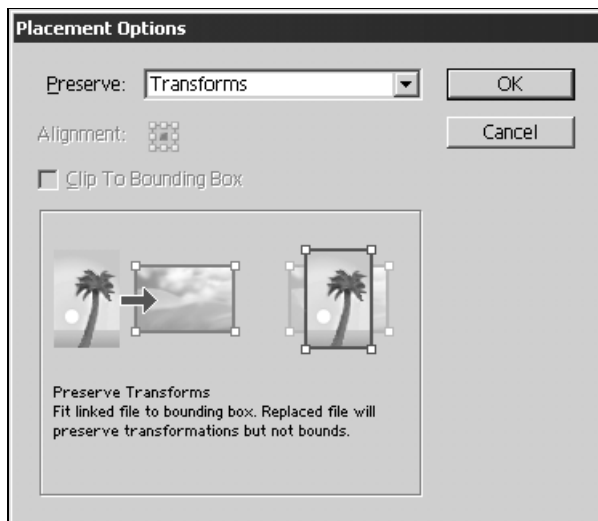 Placement Options
Preserve: Transforms OK
Alignment: Cancel
Clip To Bounding Box
Preserve Transforms
Fit linked file to bounding box. Replaced file will
preserve transformations but not bounds.